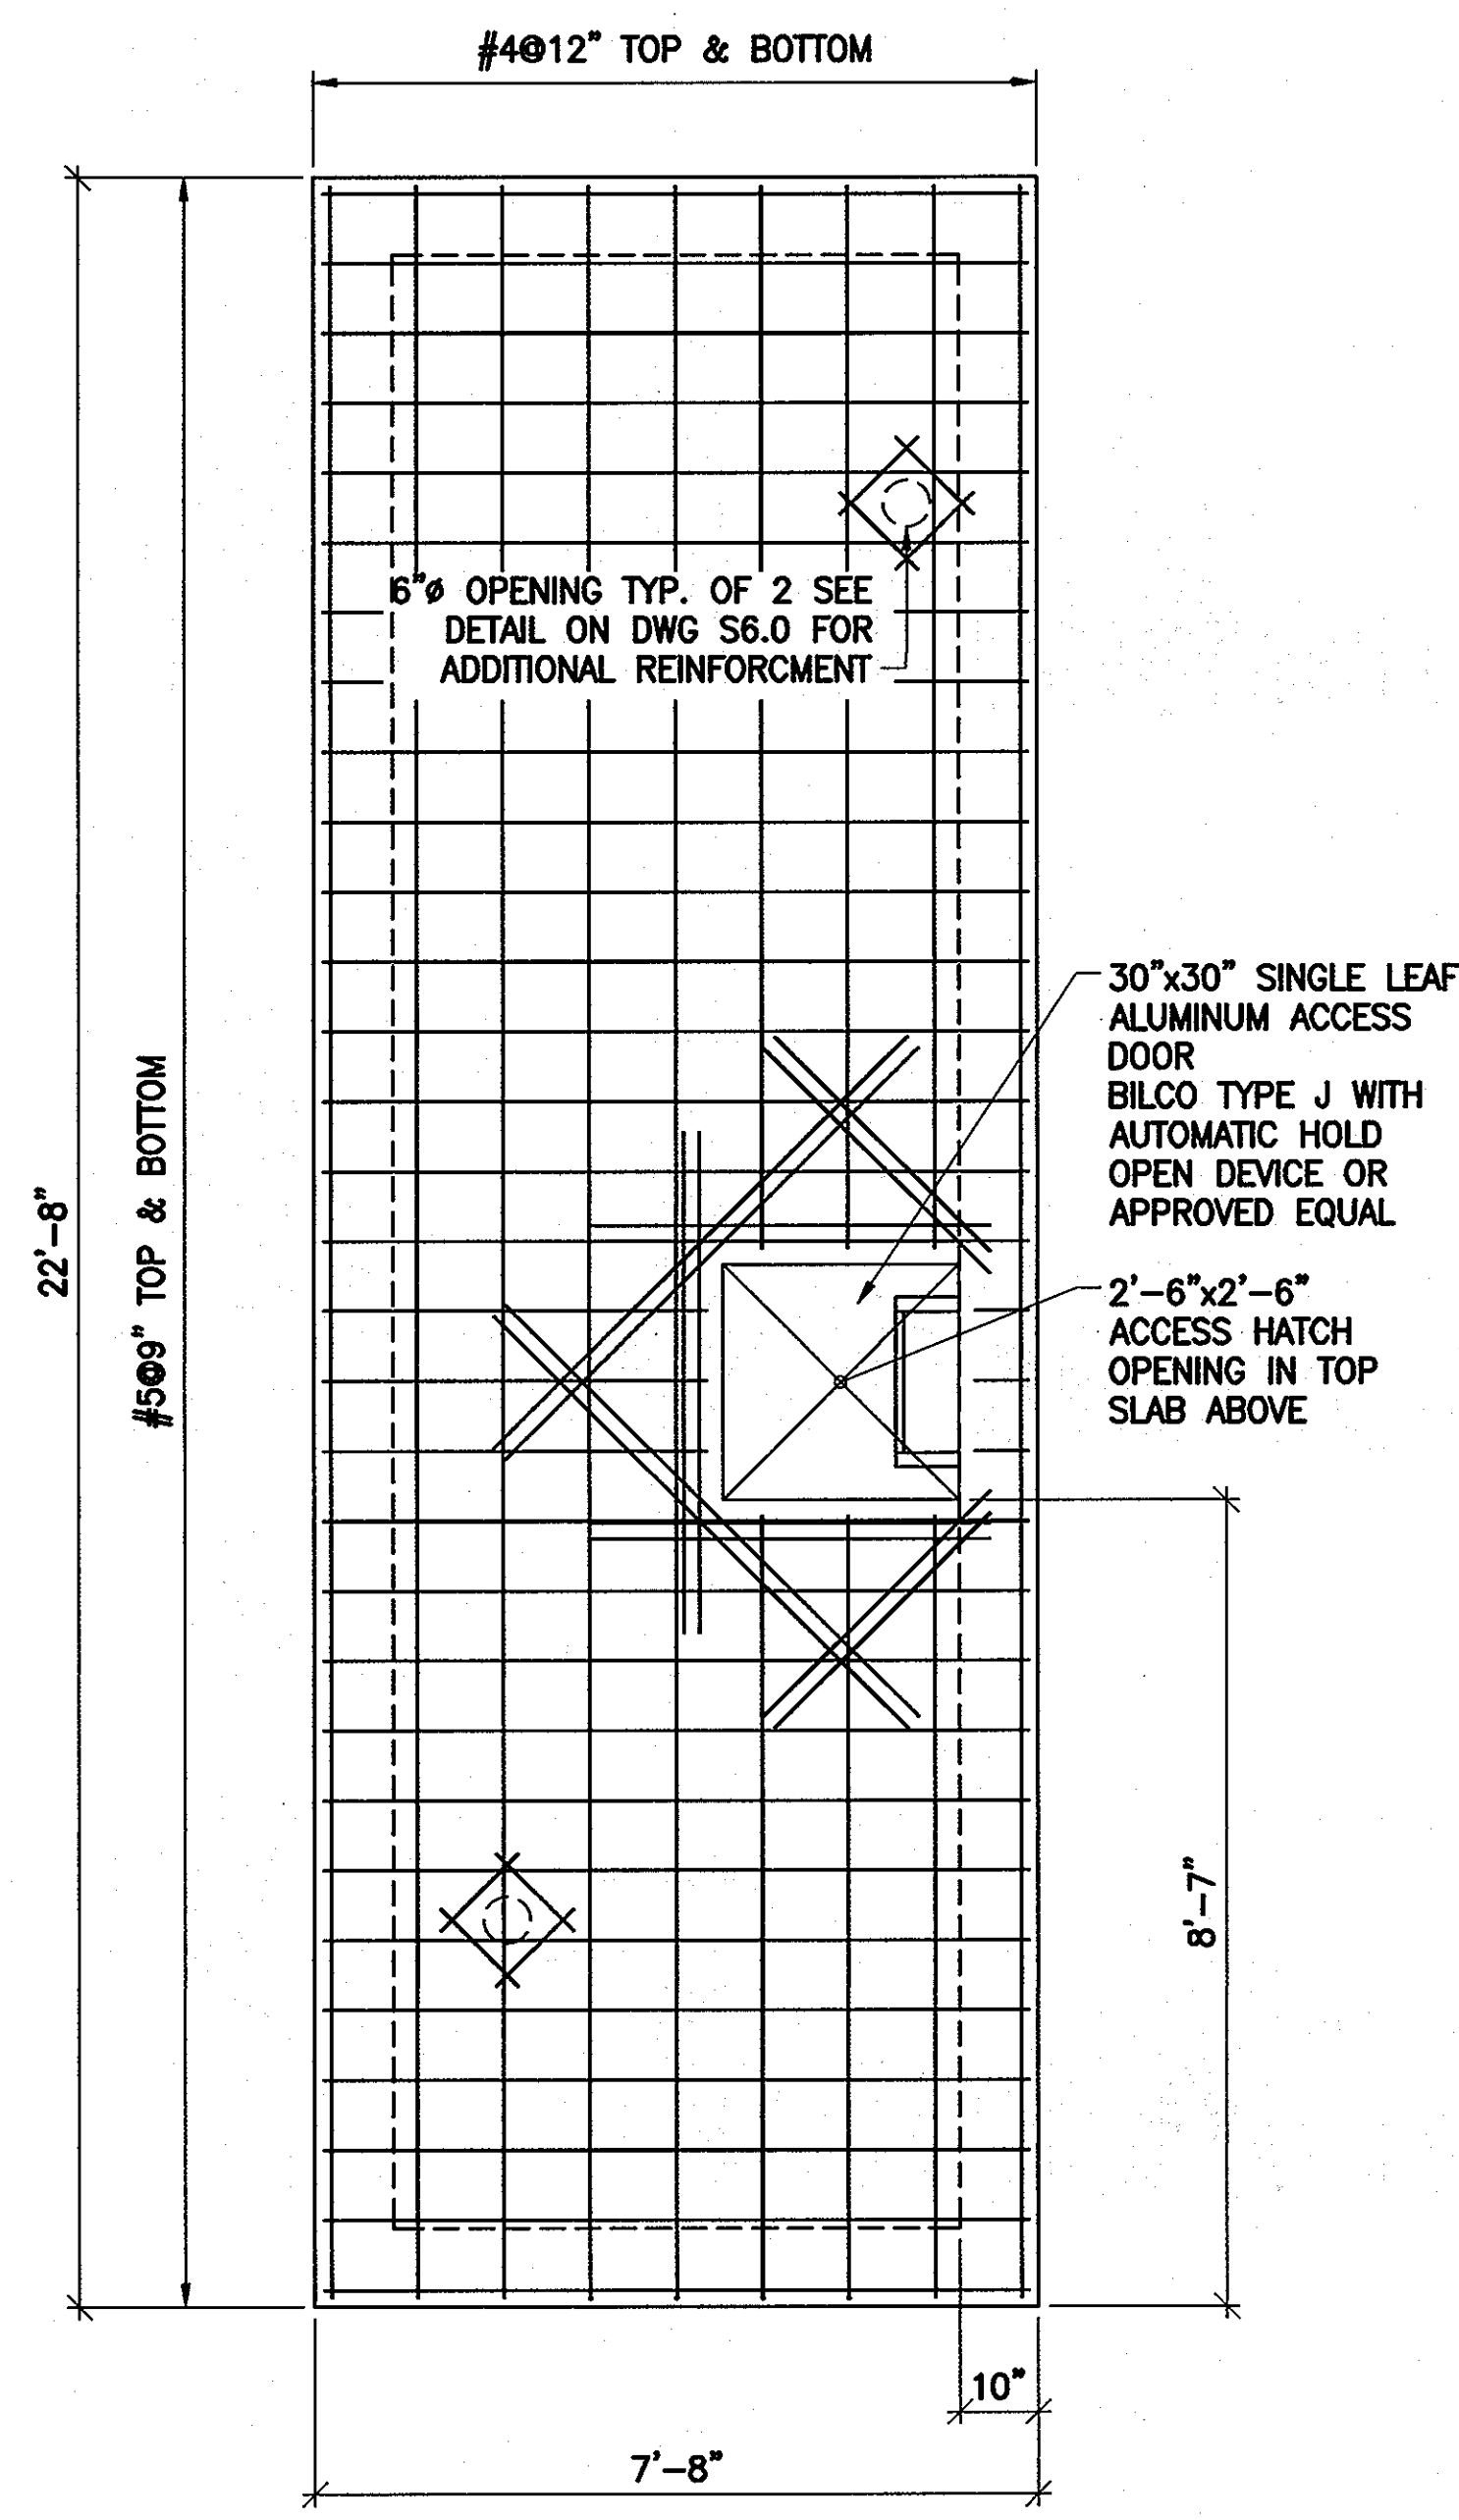 #4@12" TOP & BOTTOM
6"ø OPENING TYP. OF 2 SEE
DETAIL ON DWG S6.0 FOR
ADDITIONAL REINFORCMENT
30"x30" SINGLE LEAF
ALUMINUM ACCESS
DOOR
BILCO TYPE J WITH
AUTOMATIC HOLD
OPEN DEVICE OR
APPROVED EQUAL
22'-8"
#5@9" TOP & BOTTOM
2'-6"x2'-6"
ACCESS HATCH
OPENING IN TOP
SLAB ABOVE
8'-7"
10"
7'-8"